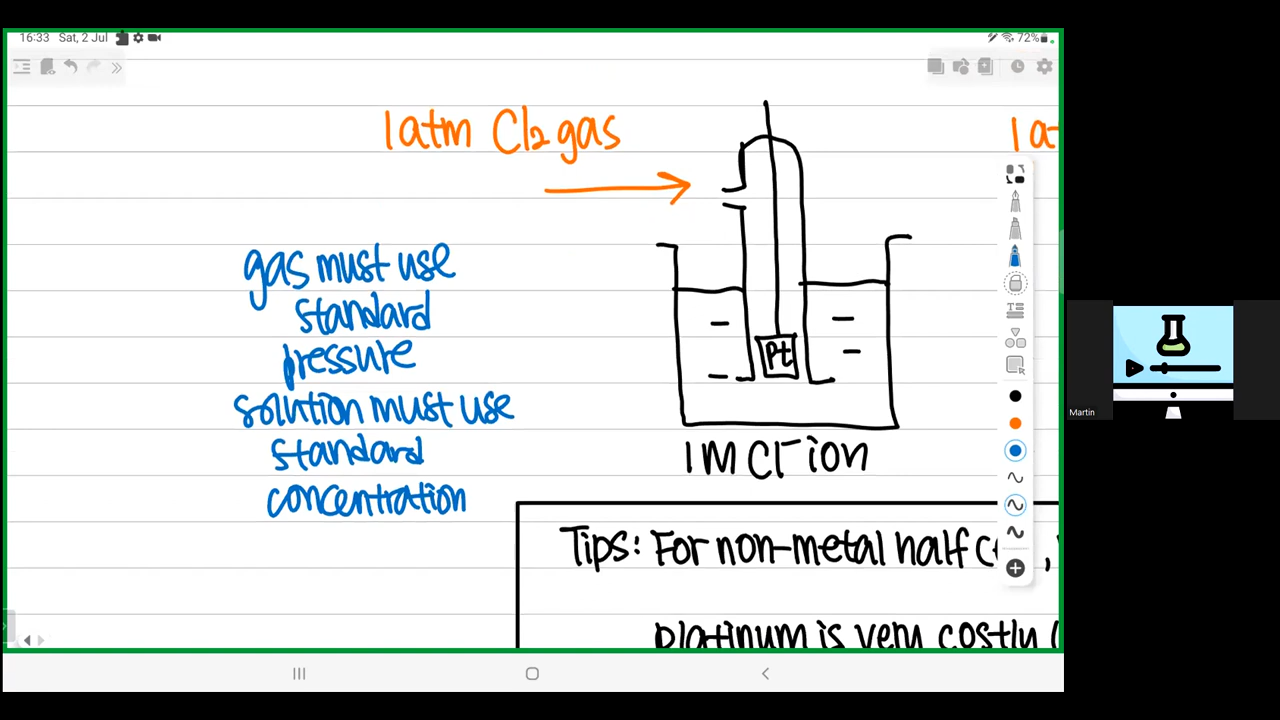 16:33 Sat, 2 Jul
72%
1atm Cl2 gas
1a
gas must use
standard
pressure
solution must use
standard
concentration
Pt
1M Cl- ion
Tips: For non-metal half c
platinum is very costly (
Martin